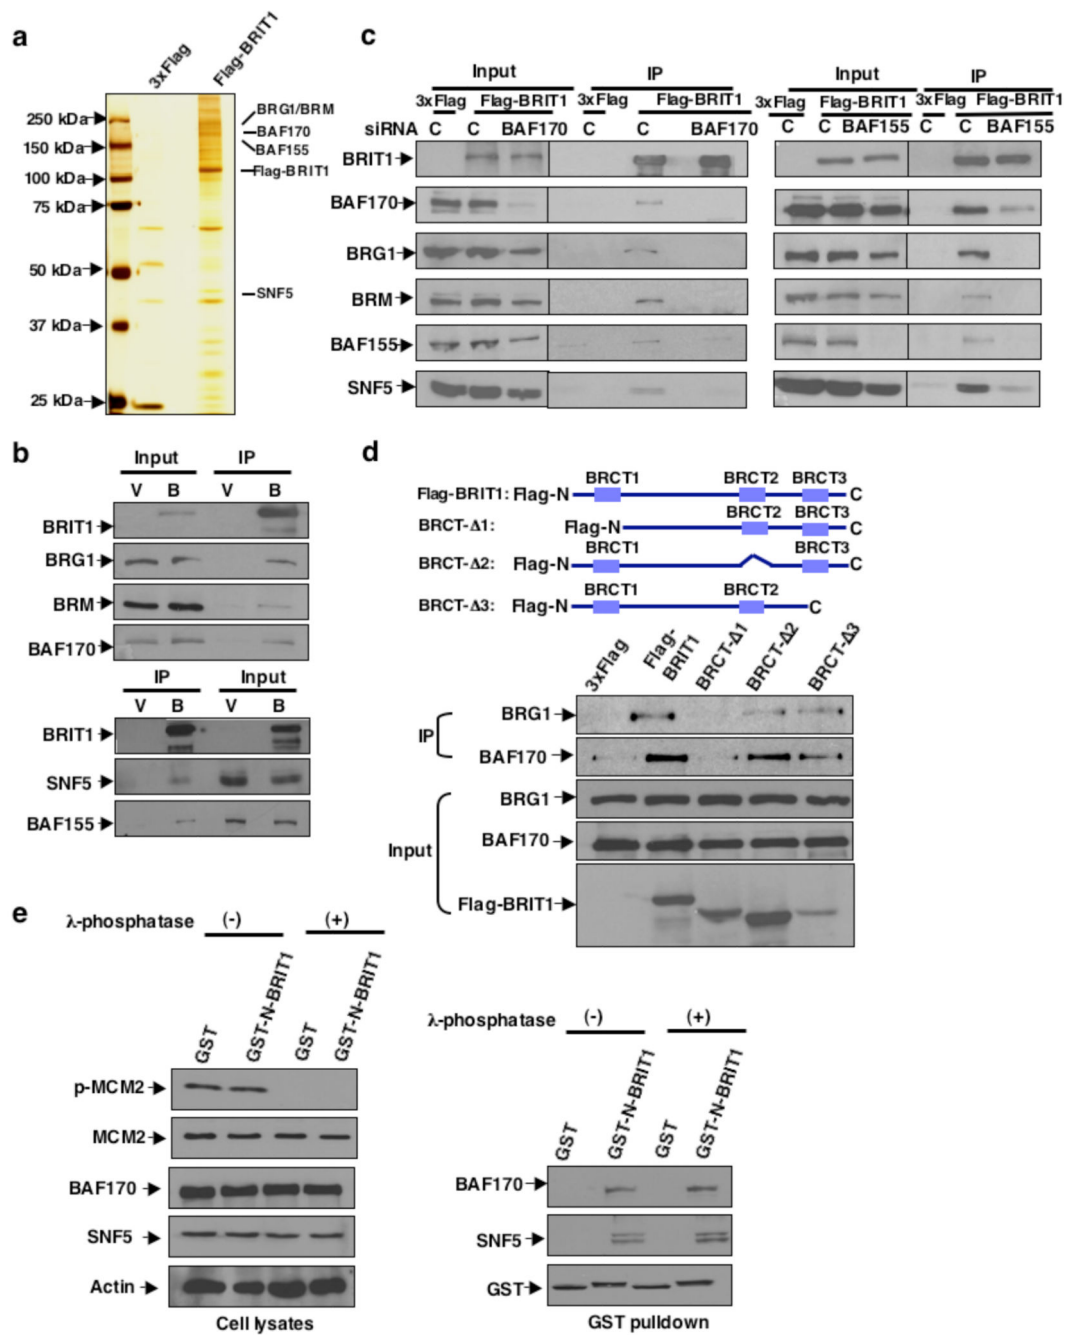 a
3xFlag
Flag-BRIT1
250 kDa
150 kDa
100 kDa
75 kDa
50 kDa
37 kDa
25 kDa
BRG1/BRM
BAF170
BAF155
Flag-BRIT1
SNF5
c
Input IP
3xFlag Flag-BRIT1 3xFlag Flag-BRIT1
siRNA C C BAF170 C C BAF170
BRIT1
BAF170
BRG1
BRM
BAF155
SNF5
Input IP
3xFlag Flag-BRIT1 3xFlag Flag-BRIT1
C C BAF155 C C BAF155
b
Input IP
V B V B
BRIT1
BRG1
BRM
BAF170
IP Input
V B V B
BRIT1
SNF5
BAF155
d
BRCT1 BRCT2 BRCT3
Flag-BRIT1: Flag-N C
BRCT2 BRCT3
BRCT-Δ1: Flag-N C
BRCT1 BRCT3
BRCT-Δ2: Flag-N C
BRCT1 BRCT2
BRCT-Δ3: Flag-N C
3xFlag
Flag-
BRIT1
BRCT-Δ1
BRCT-Δ2
BRCT-Δ3
IP
BRG1
BAF170
Input
BRG1
BAF170
Flag-BRIT1
e
λ-phosphatase (-) (+)
GST
GST-N-BRIT1
GST
GST-N-BRIT1
p-MCM2
MCM2
BAF170
SNF5
Actin
Cell lysates
λ-phosphatase (-) (+)
GST
GST-N-BRIT1
GST
GST-N-BRIT1
BAF170
SNF5
GST
GST pulldown